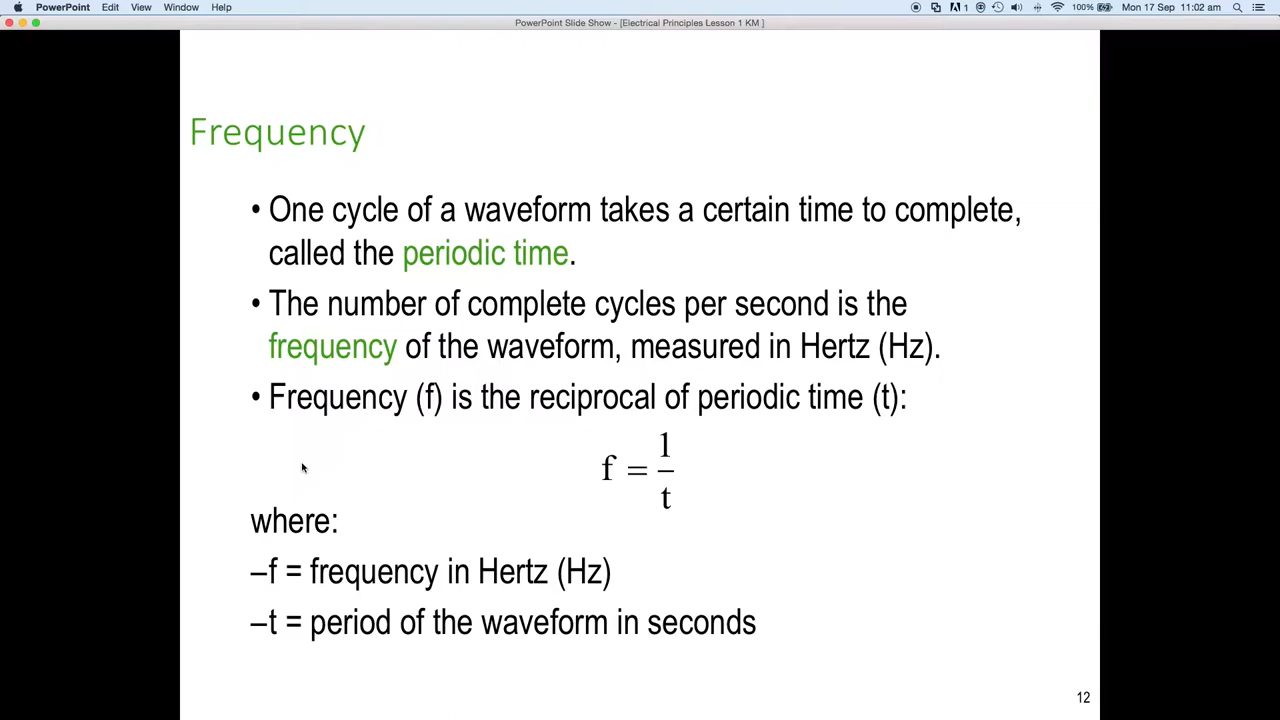 PowerPoint Edit View Window Help
1 100% Mon 17 Sep 11:02 am
PowerPoint Slide Show - [Electrical Principles Lesson 1 KM ]
Frequency
• One cycle of a waveform takes a certain time to complete,
called the periodic time.
• The number of complete cycles per second is the
frequency of the waveform, measured in Hertz (Hz).
• Frequency (f) is the reciprocal of periodic time (t):
f = 1/t
where:
–f = frequency in Hertz (Hz)
–t = period of the waveform in seconds
12